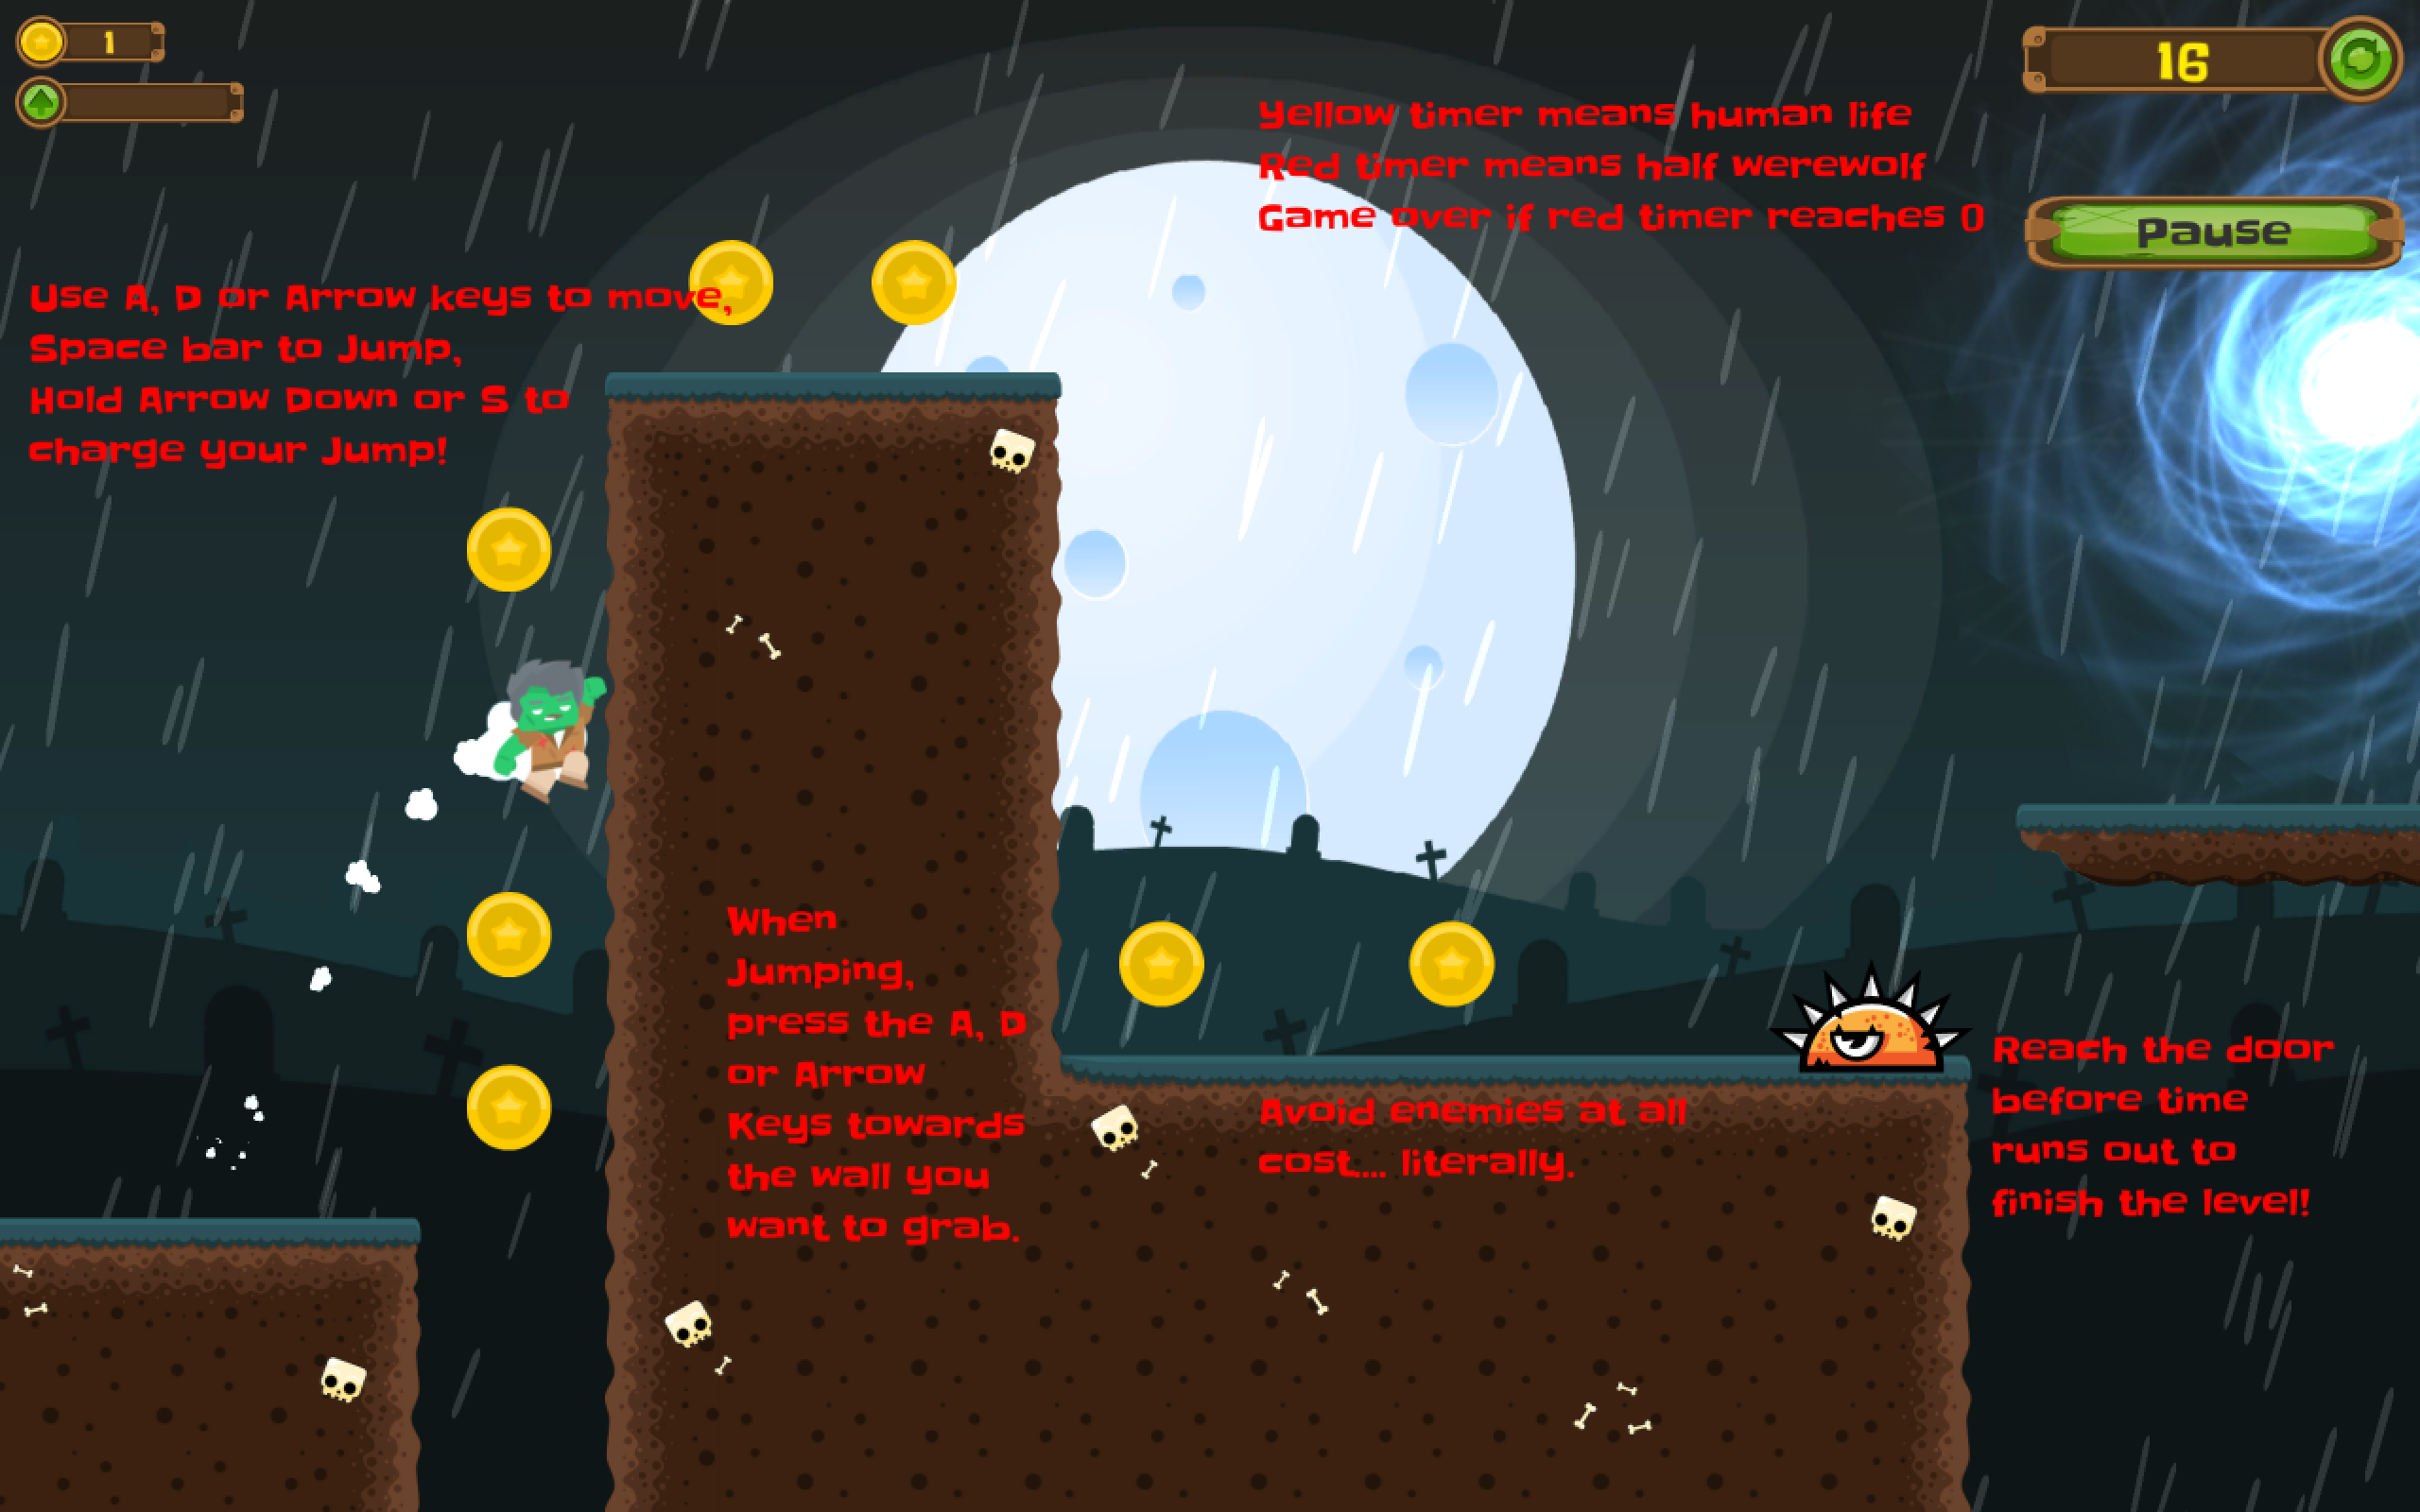 1
16
Yellow timer means human life
Red timer means half werewolf
Game over if red timer reaches 0
Pause
Use A, D or Arrow keys to move,
Space bar to Jump,
Hold Arrow Down or S to
charge your Jump!
When
Jumping,
press the A, D
or Arrow
Keys towards
the wall you
want to grab.
Avoid enemies at all
cost.... literally.
Reach the door
before time
runs out to
finish the level!